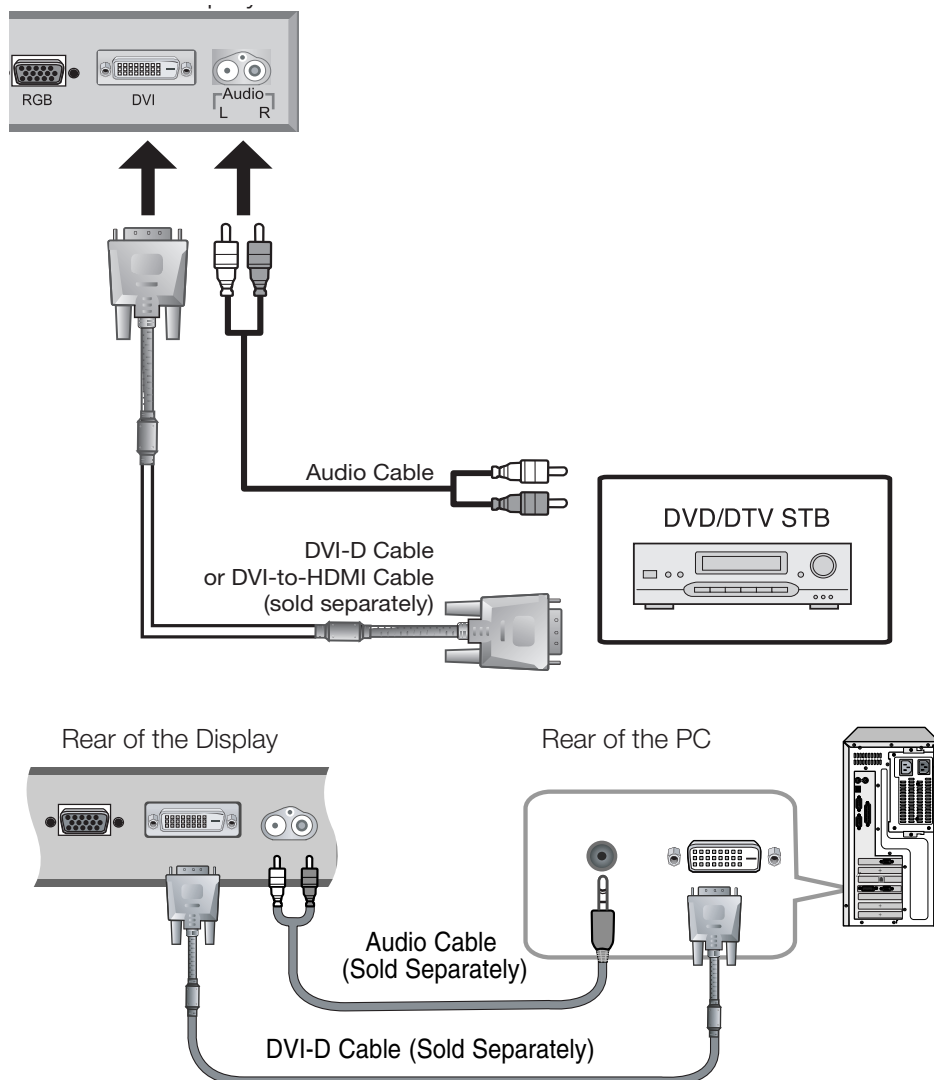 RGB
DVI
Audio
L R
Audio Cable
DVI-D Cable
or DVI-to-HDMI Cable
(sold separately)
DVD/DTV STB
Rear of the Display
Rear of the PC
Audio Cable
(Sold Separately)
DVI-D Cable (Sold Separately)